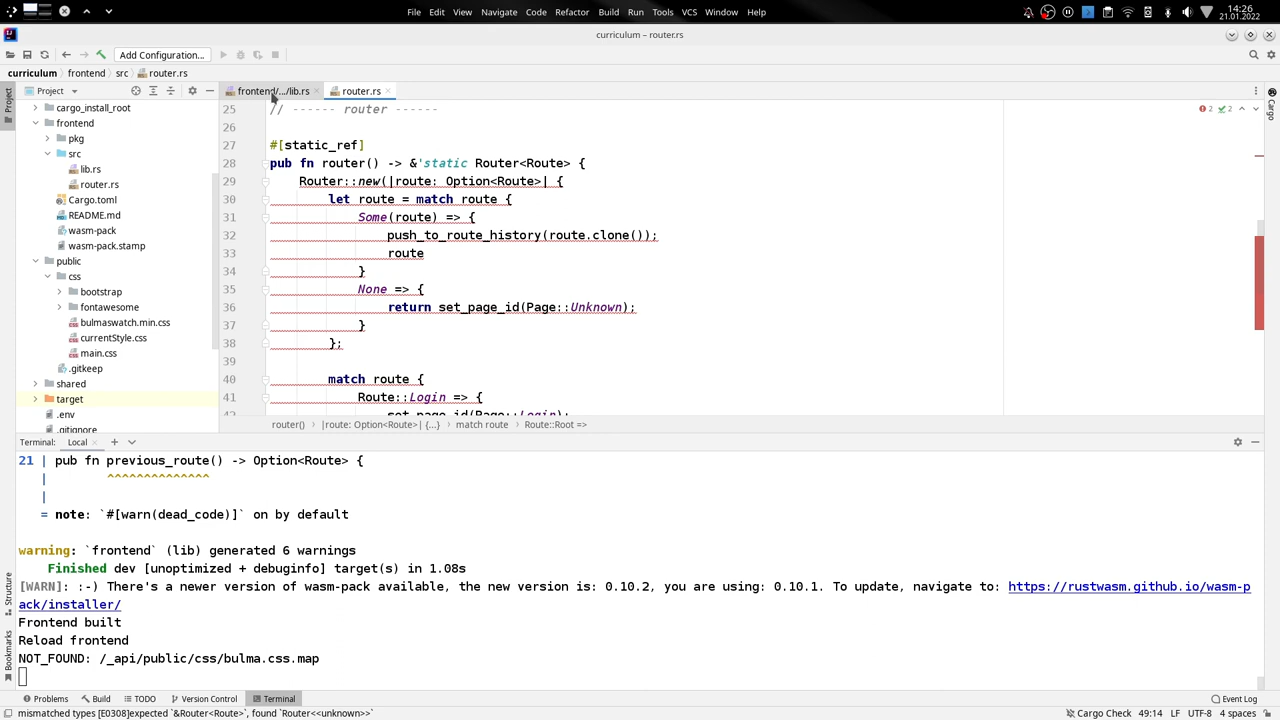 File Edit View Navigate Code Refactor Build Run Tools VCS Window Help
14:26
21.01.2022
curriculum – router.rs
Add Configuration...
curriculum frontend src router.rs
Project
frontend/.../lib.rs
router.rs
Project
Cargo
cargo_install_root
frontend
pkg
src
lib.rs
router.rs
Cargo.toml
README.md
wasm-pack
wasm-pack.stamp
public
css
bootstrap
fontawesome
bulmaswatch.min.css
currentStyle.css
main.css
.gitkeep
shared
target
.env
.gitignore
2 2
25 // ------ router ------
26
27 #[static_ref]
28 pub fn router() -> &'static Router<Route> {
29 Router::new(|route: Option<Route>| {
30 let route = match route {
31 Some(route) => {
32 push_to_route_history(route.clone());
33 route
34 }
35 None => {
36 return set_page_id(Page::Unknown);
37 }
38 };
39
40 match route {
41 Route::Login => {
42 set_page_id(Page::Login);
router() |route: Option<Route>| {...} match route Route::Root =>
Terminal: Local
21 | pub fn previous_route() -> Option<Route> {
| ^^^^^^^^^^^^^^
|
= note: `#[warn(dead_code)]` on by default
warning: `frontend` (lib) generated 6 warnings
Finished dev [unoptimized + debuginfo] target(s) in 1.08s
[WARN]: :-) There's a newer version of wasm-pack available, the new version is: 0.10.2, you are using: 0.10.1. To update, navigate to: https://rustwasm.github.io/wasm-p
ack/installer/
Frontend built
Reload frontend
NOT_FOUND: /_api/public/css/bulma.css.map
Structure
Bookmarks
Problems Build TODO Version Control Terminal Event Log
mismatched types [E0308]expected `&Router<Route>`, found `Router<<unknown>>` Cargo Check 49:14 LF UTF-8 4 spaces